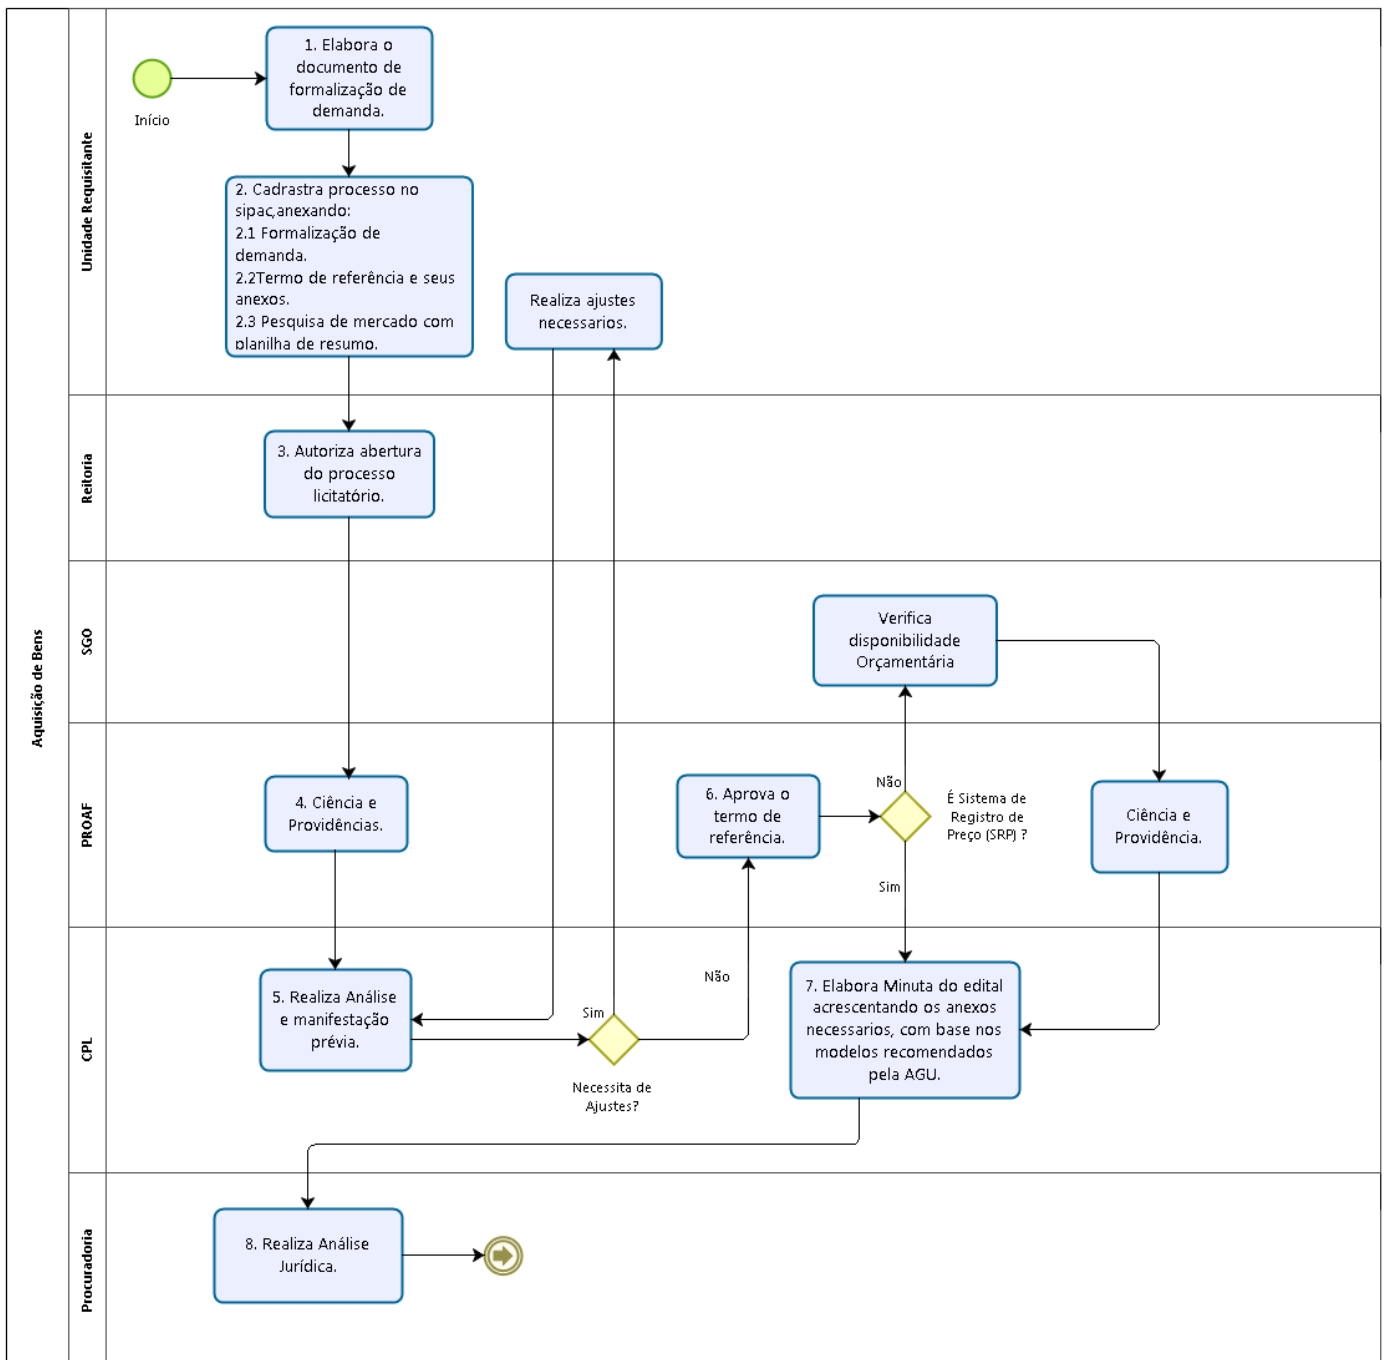 Aquisição de Bens
Unidade Requisitante
Início
1. Elabora o
documento de
formalização de
demanda.
2. Cadrastra processo no
sipac,anexando:
2.1 Formalização de
demanda.
2.2Termo de referência e seus
anexos.
2.3 Pesquisa de mercado com
planilha de resumo.
Realiza ajustes
necessarios.
Reitoria
3. Autoriza abertura
do processo
licitatório.
SGO
Verifica
disponibilidade
Orçamentária
PROAF
4. Ciência e
Providências.
6. Aprova o
termo de
referência.
Não
É Sistema de
Registro de
Preço (SRP) ?
Sim
Ciência e
Providência.
CPL
5. Realiza Análise
e manifestação
prévia.
Sim
Necessita de
Ajustes?
Não
7. Elabora Minuta do edital
acrescentando os anexos
necessarios, com base nos
modelos recomendados
pela AGU.
Procuradoria
8. Realiza Análise
Jurídica.